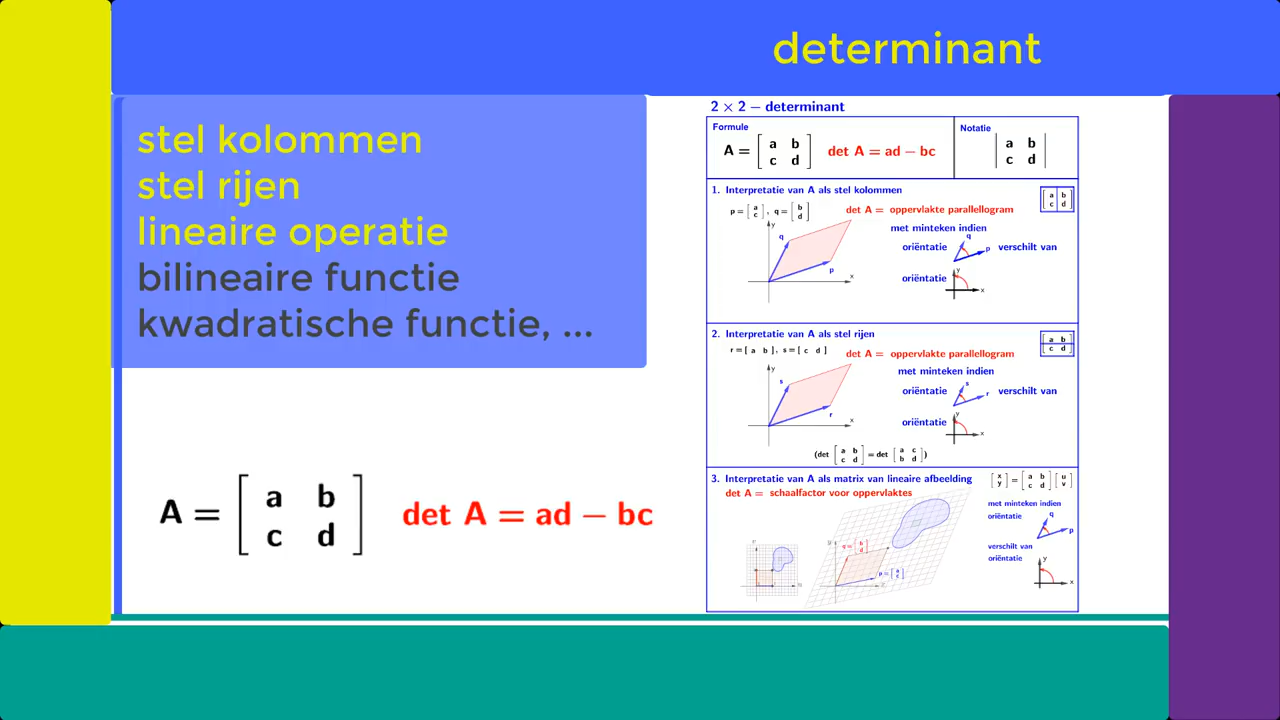 determinant
stel kolommen
stel rijen
lineaire operatie
bilineaire functie
kwadratische functie, ...
A = [ a b
c d ] det A = ad − bc
2 × 2 − determinant
Formule
A = [ a b
c d ] det A = ad − bc
Notatie
| a b |
| c d |
1. Interpretatie van A als stel kolommen
[ a b
c d ]
p = [ a
c ] , q = [ b
d ]
det A = oppervlakte parallellogram
met minteken indien
oriëntatie q p verschilt van
oriëntatie y x
y q p x
2. Interpretatie van A als stel rijen
[ a b
c d ]
r = [ a b ] , s = [ c d ]
det A = oppervlakte parallellogram
met minteken indien
oriëntatie s r verschilt van
oriëntatie y x
y s r x
(det [ a b
c d ] = det [ a c
b d ] )
3. Interpretatie van A als matrix van lineaire afbeelding
[ x
y ] = [ a b
c d ] [ u
v ]
det A = schaalfactor voor oppervlaktes
met minteken indien
oriëntatie q p
verschilt van
oriëntatie y x
q = [ b
d ]
p = [ a
c ]